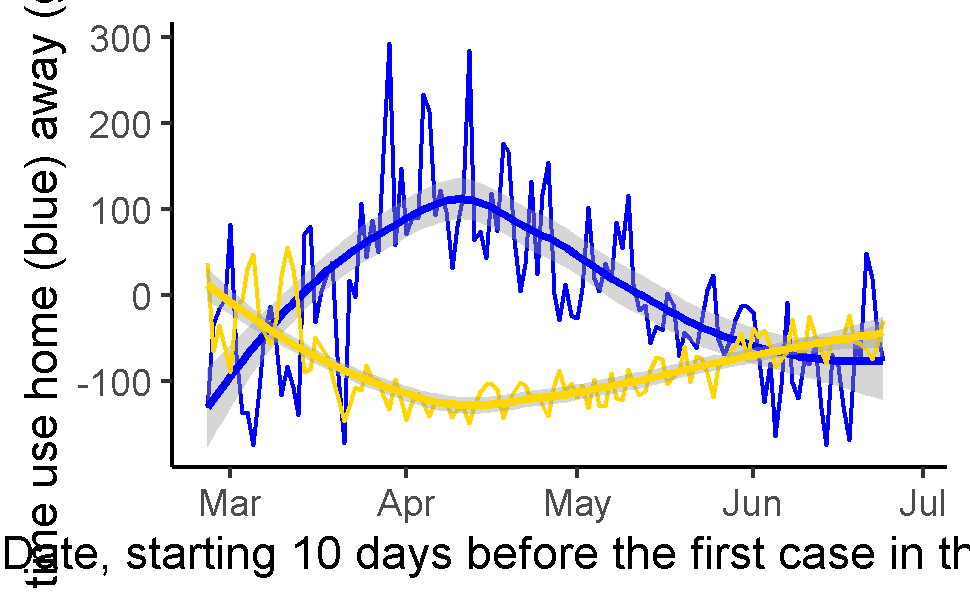 time use home (blue) away (
300
200
100
0
-100
Mar Apr May Jun Jul
Date, starting 10 days before the first case in th